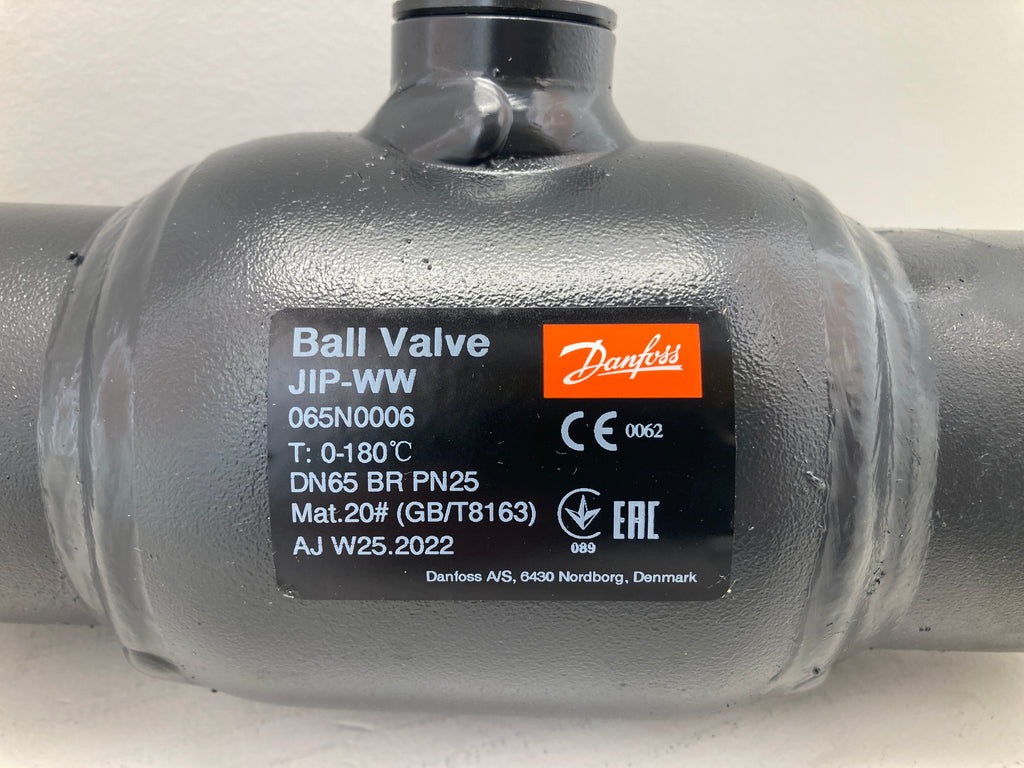 Ball Valve
JIP-WW
065N0006
T: 0-180℃
DN65 BR PN25
Mat.20# (GB/T8163)
AJ W25.2022
Danfoss
CE 0062
089
EAC
Danfoss A/S, 6430 Nordborg, Denmark